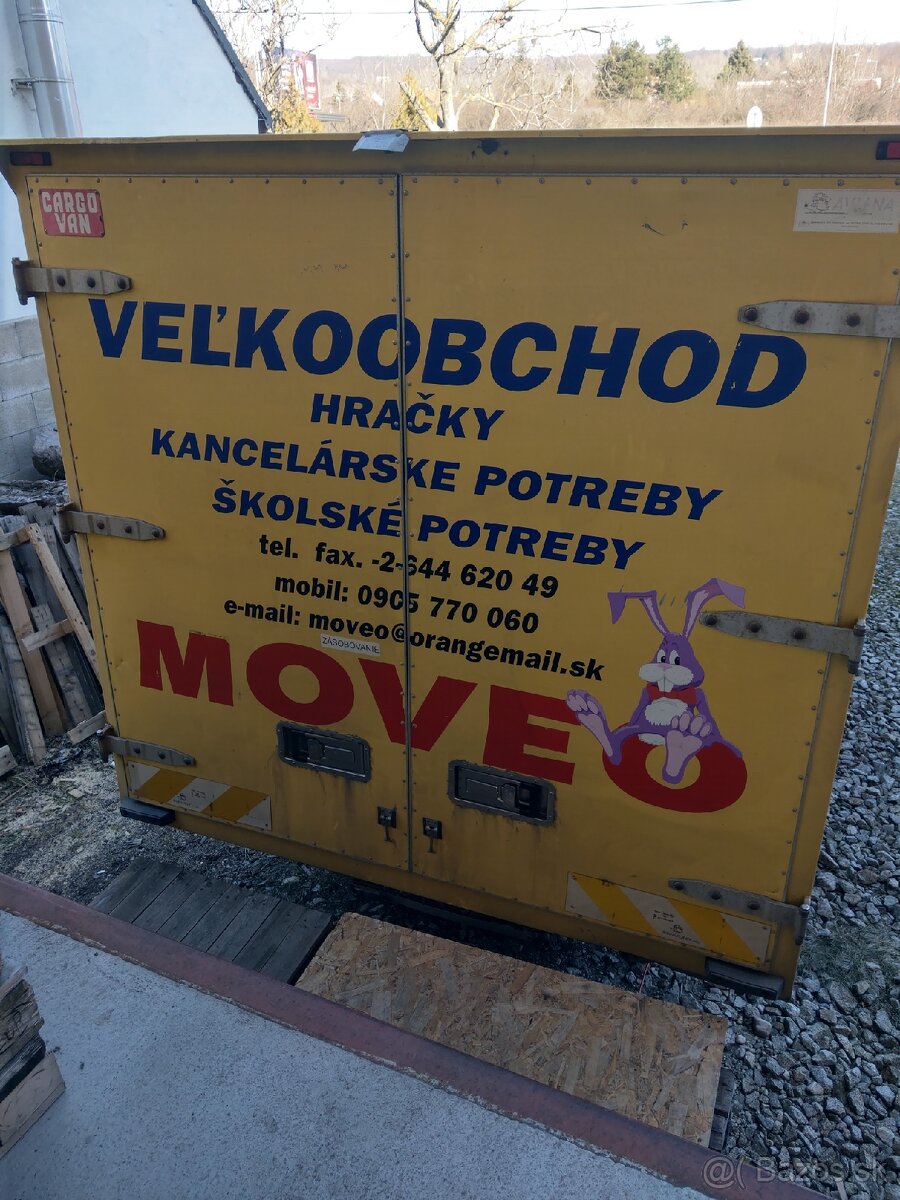 CARGO
VAN
VEĽKOOBCHOD
HRAČKY
KANCELÁRSKE POTREBY
ŠKOLSKÉ POTREBY
tel. fax. -2-644 620 49
mobil: 0905 770 060
e-mail: moveo@orangemail.sk
ZÁSOBOVANIE
MOVEO
Bazos.sk